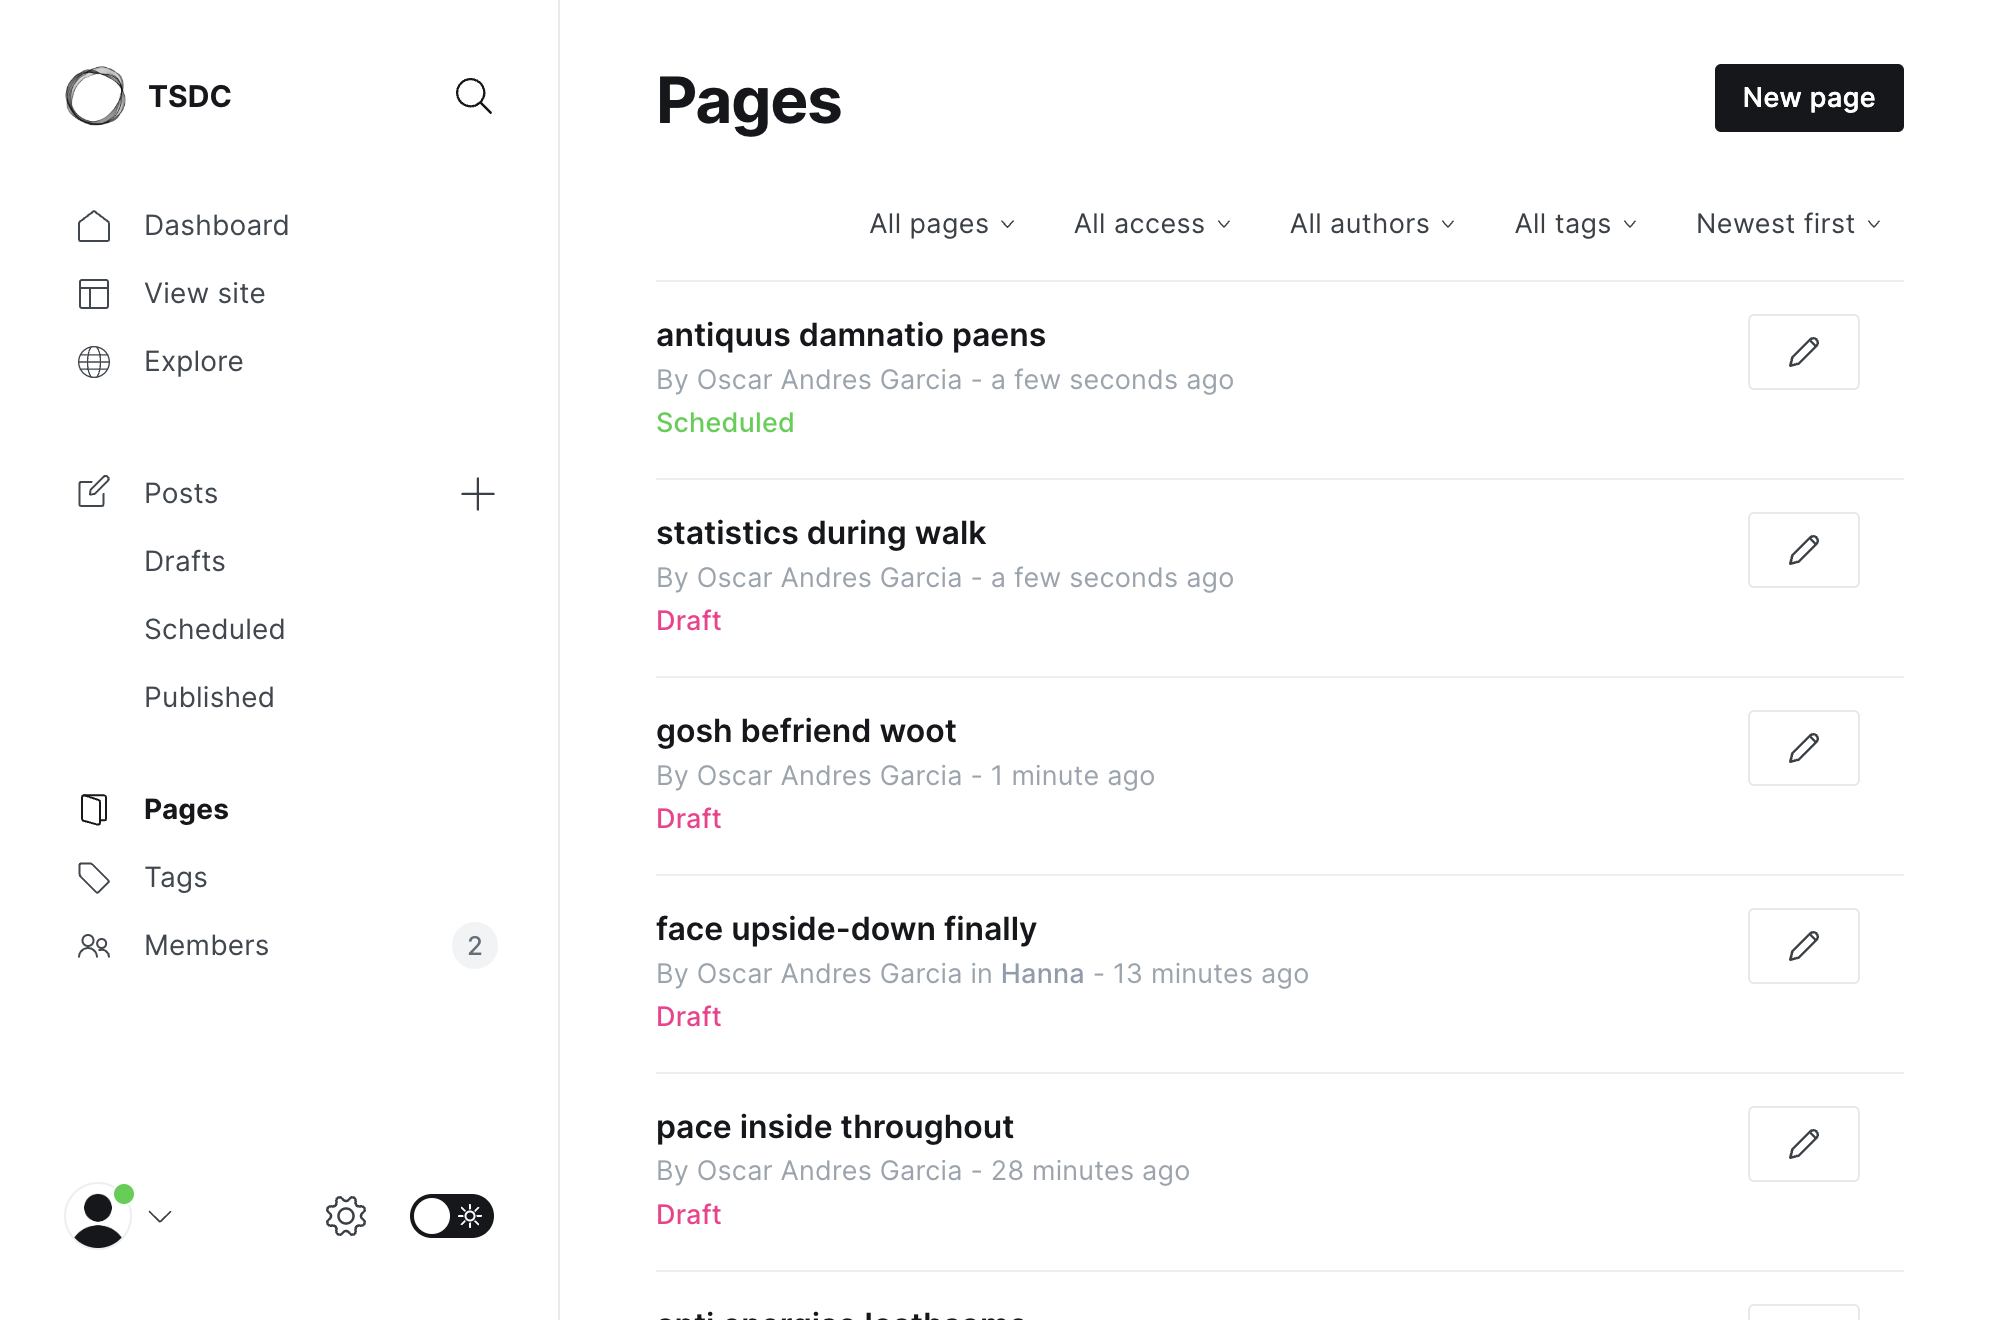 TSDC
Dashboard
View site
Explore
Posts
Drafts
Scheduled
Published
Pages
Tags
Members 2
Pages
New page
All pages All access All authors All tags Newest first
antiquus damnatio paens
By Oscar Andres Garcia - a few seconds ago
Scheduled
statistics during walk
By Oscar Andres Garcia - a few seconds ago
Draft
gosh befriend woot
By Oscar Andres Garcia - 1 minute ago
Draft
face upside-down finally
By Oscar Andres Garcia in Hanna - 13 minutes ago
Draft
pace inside throughout
By Oscar Andres Garcia - 28 minutes ago
Draft